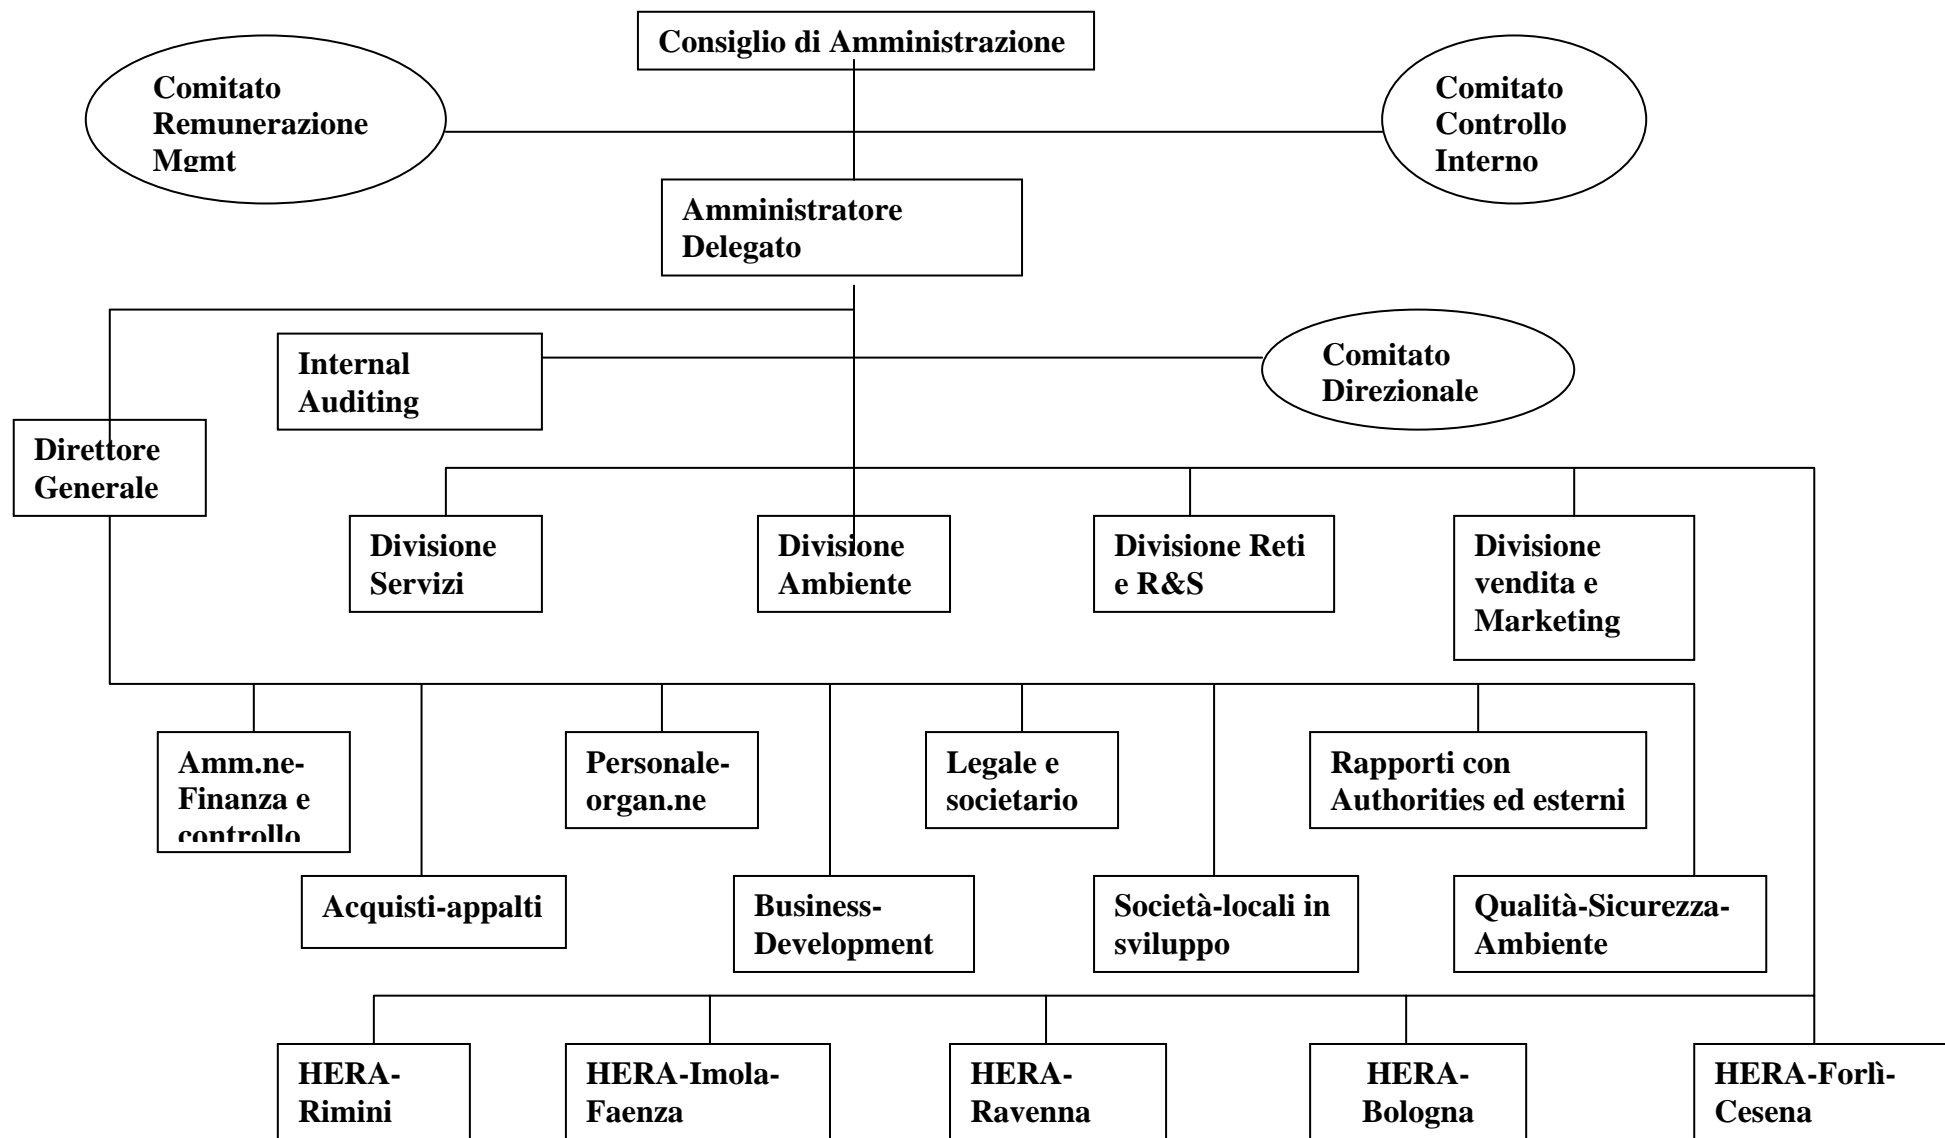 Consiglio di Amministrazione
Comitato
Remunerazione
Mgmt
Comitato
Controllo
Interno
Amministratore
Delegato
Internal
Auditing
Comitato
Direzionale
Direttore
Generale
Divisione
Servizi
Divisione
Ambiente
Divisione Reti
e R&S
Divisione
vendita e
Marketing
Amm.ne-
Finanza e
controllo
Personale-
organ.ne
Legale e
societario
Rapporti con
Authorities ed esterni
Acquisti-appalti
Business-
Development
Società-locali in
sviluppo
Qualità-Sicurezza-
Ambiente
HERA-
Rimini
HERA-Imola-
Faenza
HERA-
Ravenna
HERA-
Bologna
HERA-Forlì-
Cesena